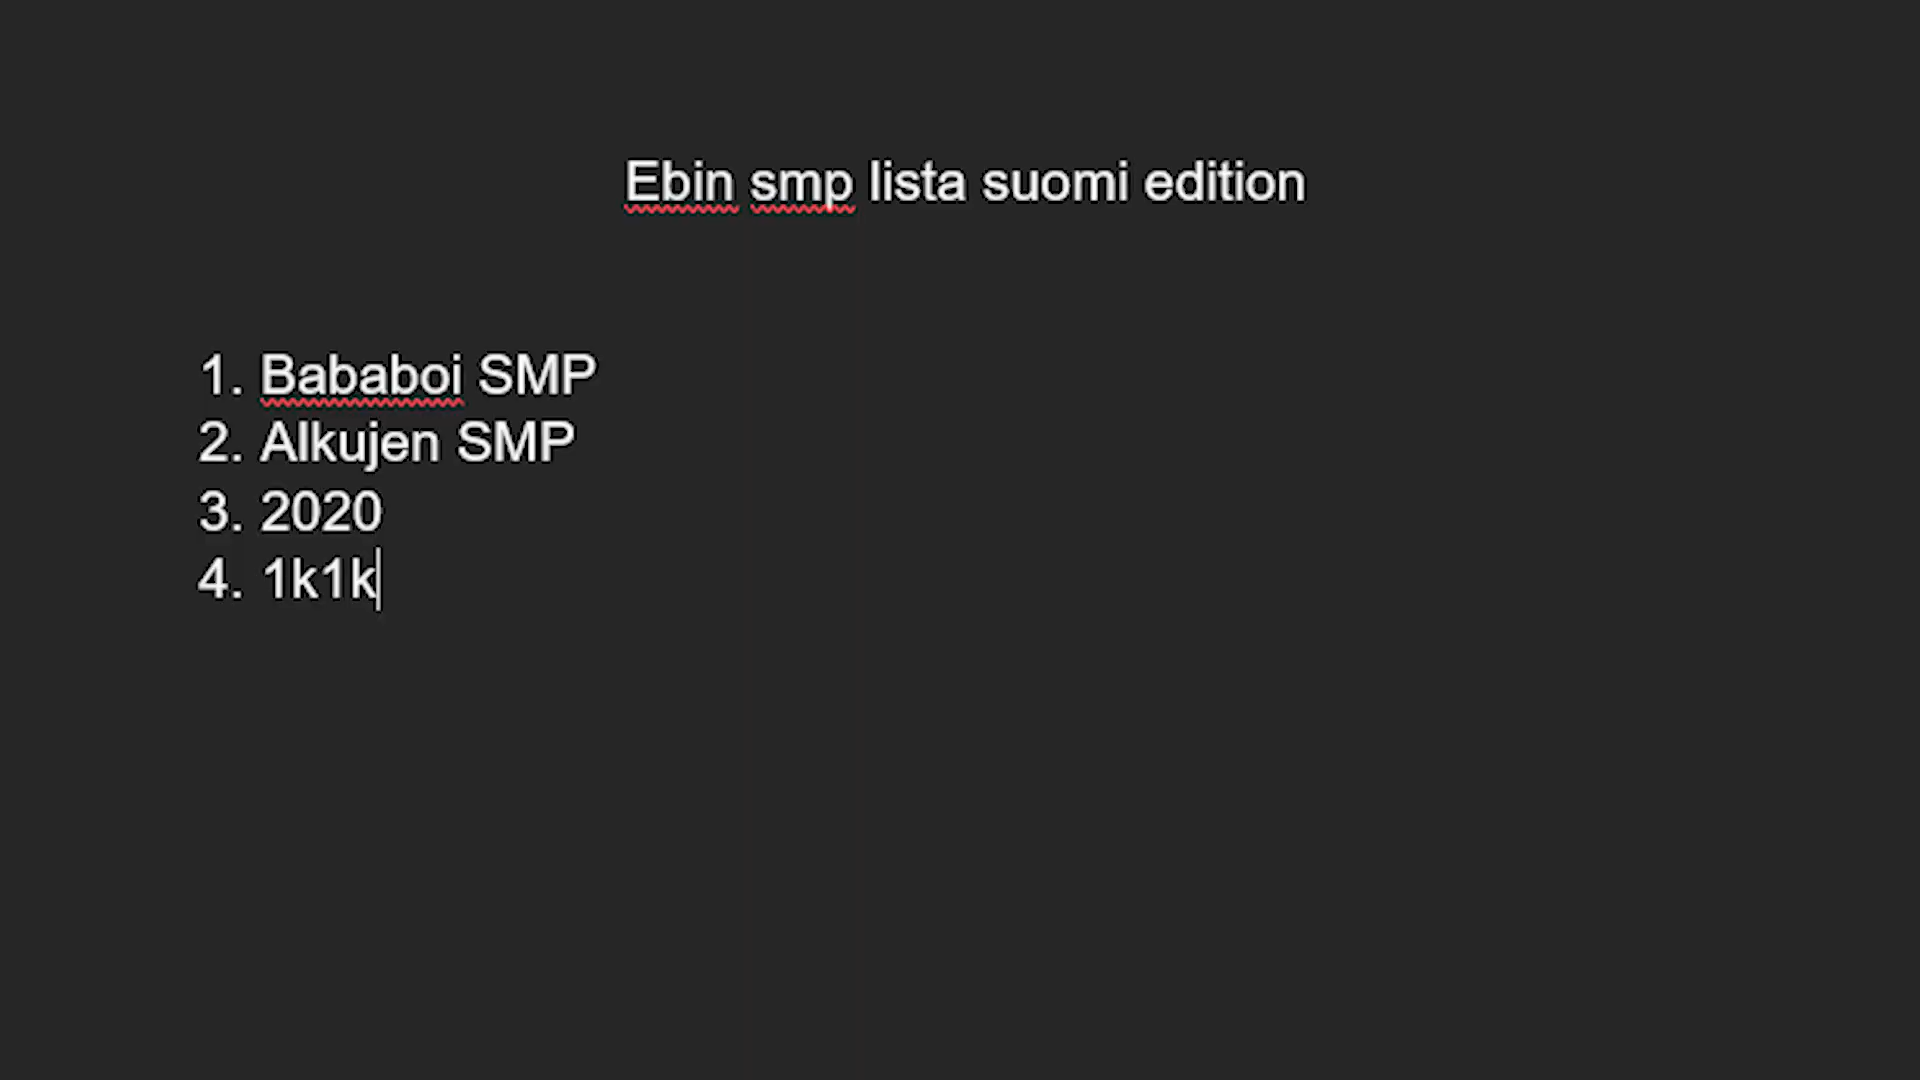 Ebin smp lista suomi edition
1. Bababoi SMP
2. Alkujen SMP
3. 2020
4. 1k1k